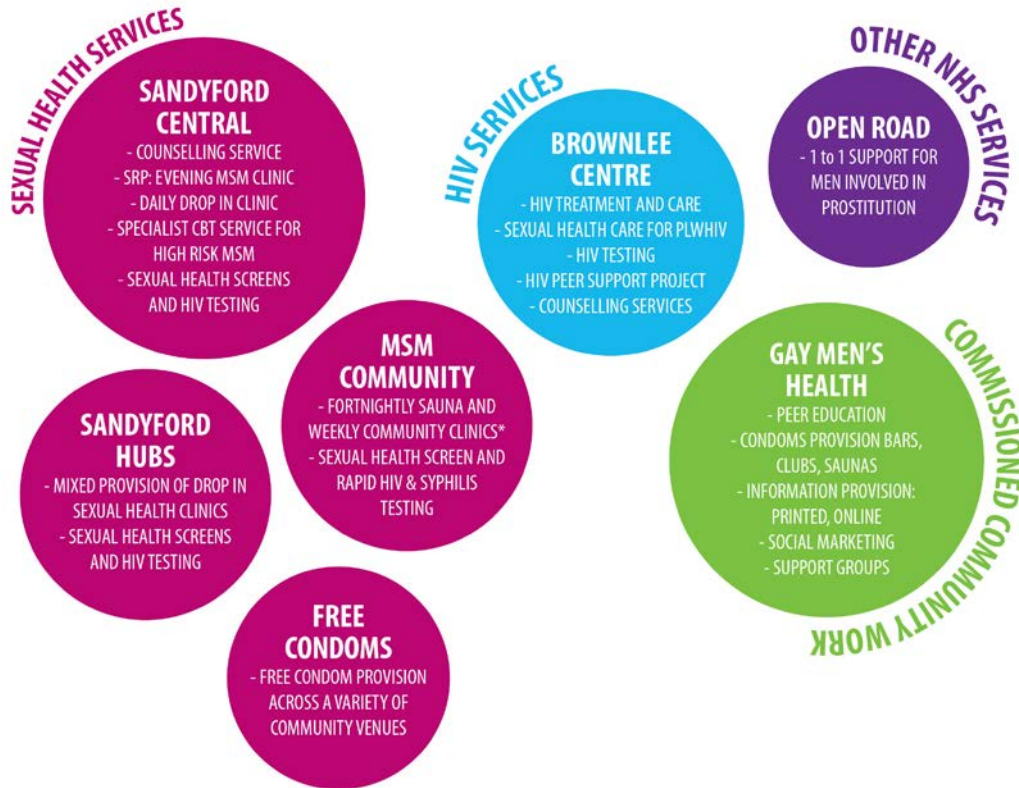 SEXUAL HEALTH SERVICES
SANDYFORD
CENTRAL
- COUNSELLING SERVICE
- SRP: EVENING MSM CLINIC
- DAILY DROP IN CLINIC
- SPECIALIST CBT SERVICE FOR
HIGH RISK MSM
- SEXUAL HEALTH SCREENS
AND HIV TESTING
SANDYFORD
HUBS
- MIXED PROVISION OF DROP IN
SEXUAL HEALTH CLINICS
- SEXUAL HEALTH SCREENS
AND HIV TESTING
MSM
COMMUNITY
- FORTNIGHTLY SAUNA AND
WEEKLY COMMUNITY CLINICS*
- SEXUAL HEALTH SCREEN AND
RAPID HIV & SYPHILIS
TESTING
FREE
CONDOMS
- FREE CONDOM PROVISION
ACROSS A VARIETY OF
COMMUNITY VENUES
HIV SERVICES
BROWNLEE
CENTRE
- HIV TREATMENT AND CARE
- SEXUAL HEALTH CARE FOR PLWHIV
- HIV TESTING
- HIV PEER SUPPORT PROJECT
- COUNSELLING SERVICES
OTHER NHS SERVICES
OPEN ROAD
- 1 to 1 SUPPORT FOR
MEN INVOLVED IN
PROSTITUTION
COMMISSIONED COMMUNITY WORK
GAY MEN'S
HEALTH
- PEER EDUCATION
- CONDOMS PROVISION BARS,
CLUBS, SAUNAS
- INFORMATION PROVISION:
PRINTED, ONLINE
- SOCIAL MARKETING
- SUPPORT GROUPS